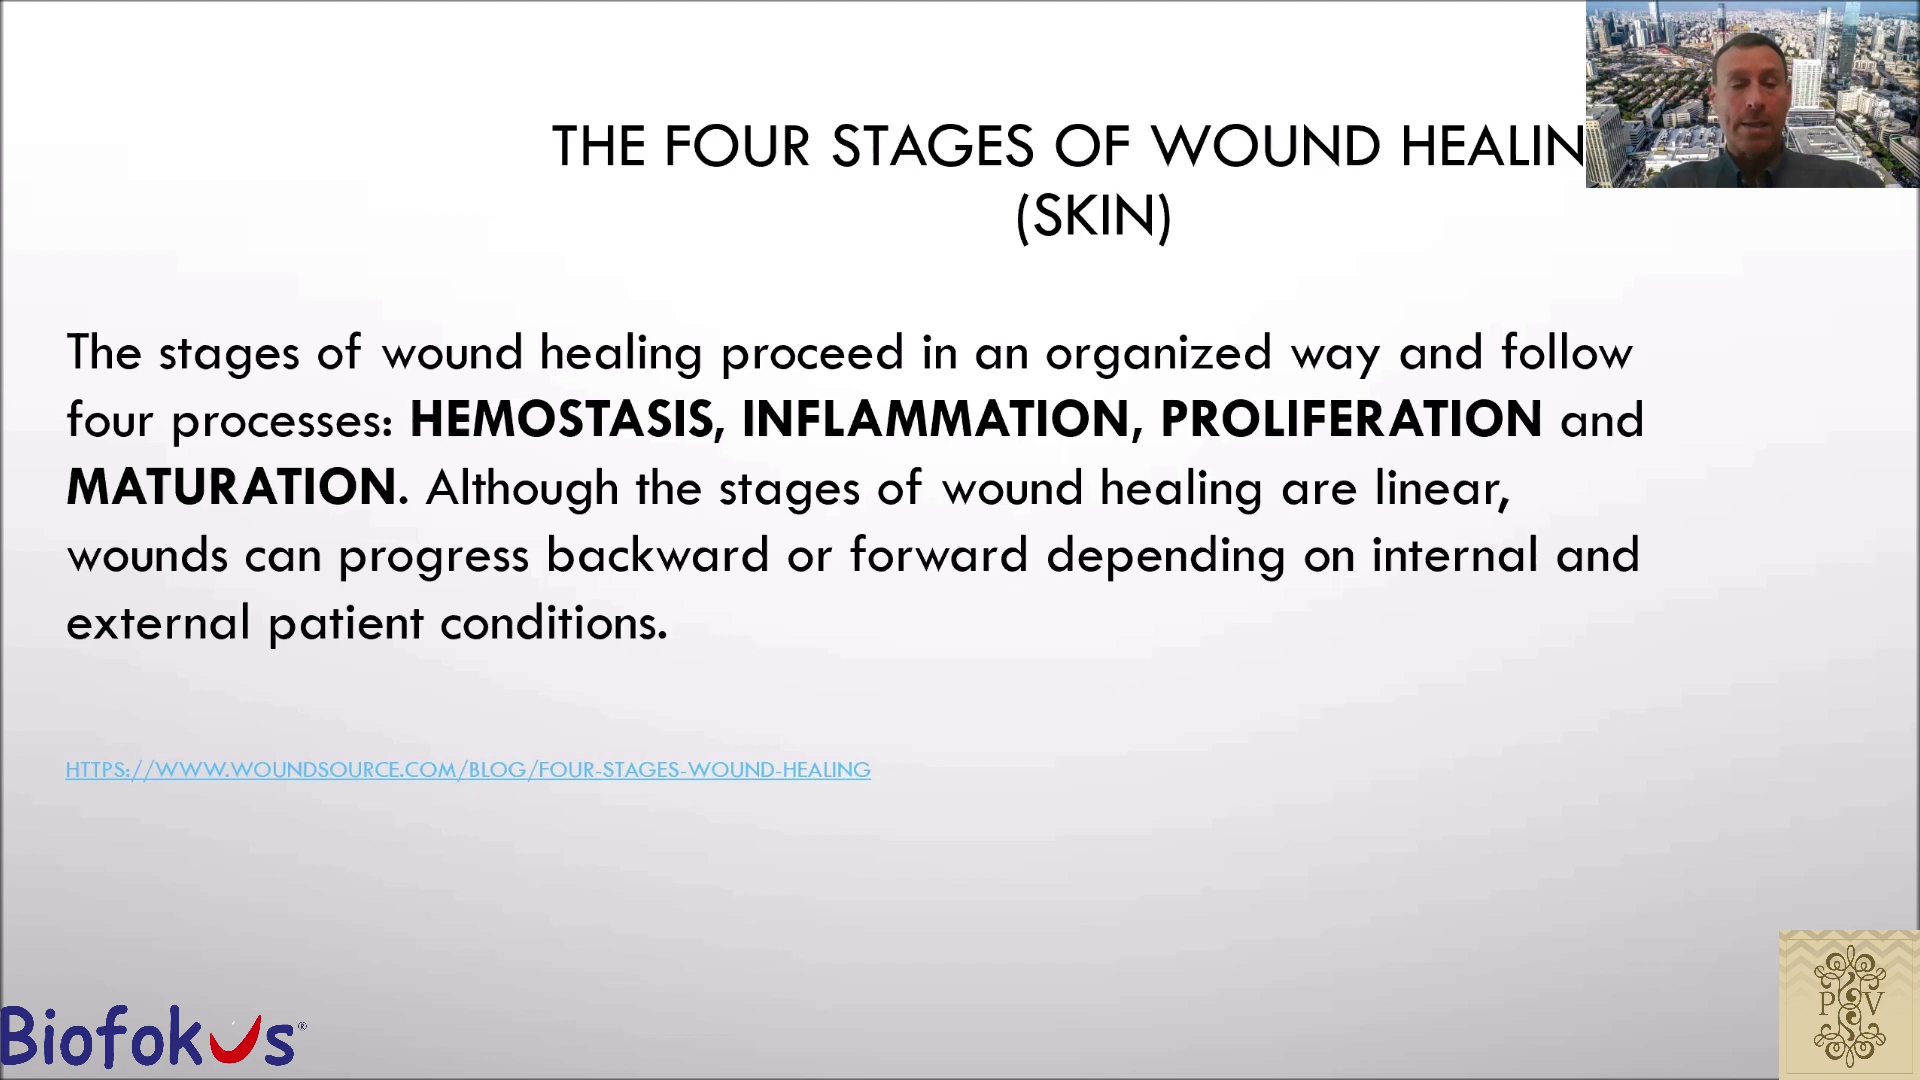 THE FOUR STAGES OF WOUND HEALIN
(SKIN)
The stages of wound healing proceed in an organized way and follow
four processes: HEMOSTASIS, INFLAMMATION, PROLIFERATION and
MATURATION. Although the stages of wound healing are linear,
wounds can progress backward or forward depending on internal and
external patient conditions.
HTTPS://WWW.WOUNDSOURCE.COM/BLOG/FOUR-STAGES-WOUND-HEALING
Biofokus®
P S V